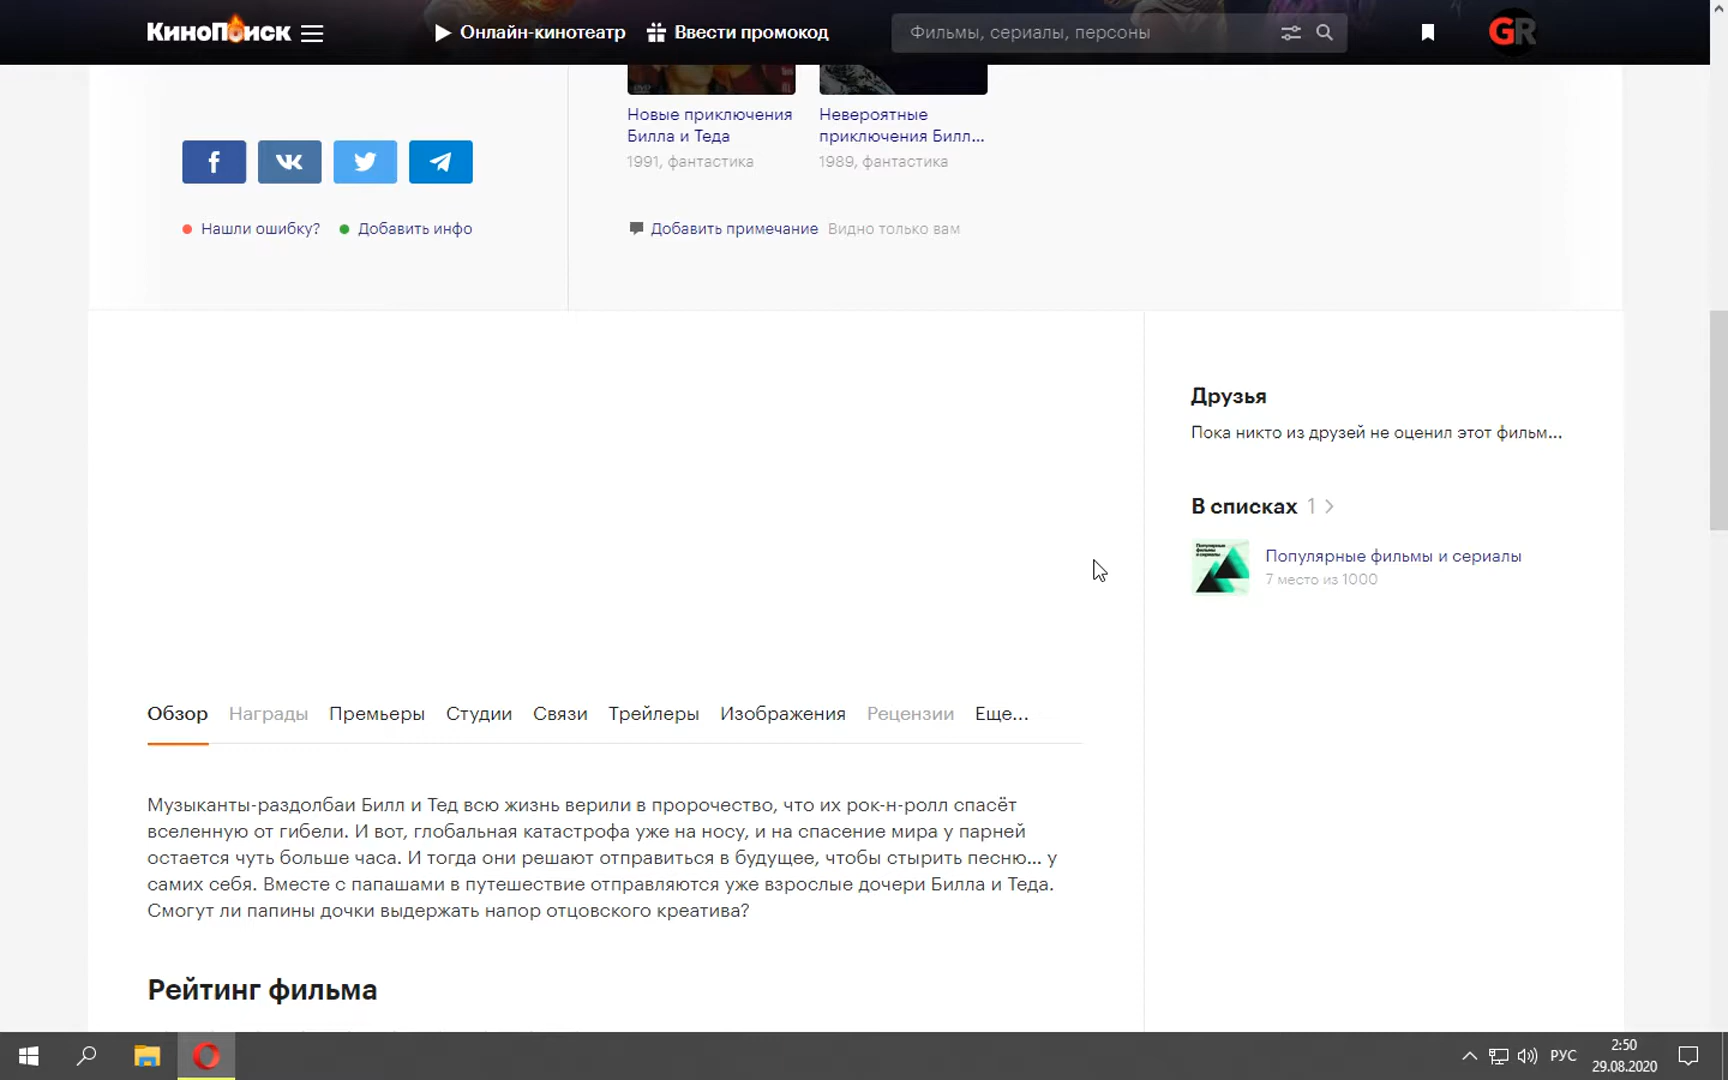 КиноПоиск
Онлайн-кинотеатр
Ввести промокод
Фильмы, сериалы, персоны
GR
Новые приключения
Билла и Теда
1991, фантастика
Невероятные
приключения Билл...
1989, фантастика
Нашли ошибку?
Добавить инфо
Добавить примечание Видно только вам
Друзья
Пока никто из друзей не оценил этот фильм...
В списках 1
Популярные фильмы и сериалы
Популярные фильмы и сериалы
7 место из 1000
Обзор Награды Премьеры Студии Связи Трейлеры Изображения Рецензии Еще...
Музыканты-раздолбаи Билл и Тед всю жизнь верили в пророчество, что их рок-н-ролл спасёт
вселенную от гибели. И вот, глобальная катастрофа уже на носу, и на спасение мира у парней
остается чуть больше часа. И тогда они решают отправиться в будущее, чтобы стырить песню... у
самих себя. Вместе с папашами в путешествие отправляются уже взрослые дочери Билла и Теда.
Смогут ли папины дочки выдержать напор отцовского креатива?
Рейтинг фильма
РУС
2:50
29.08.2020